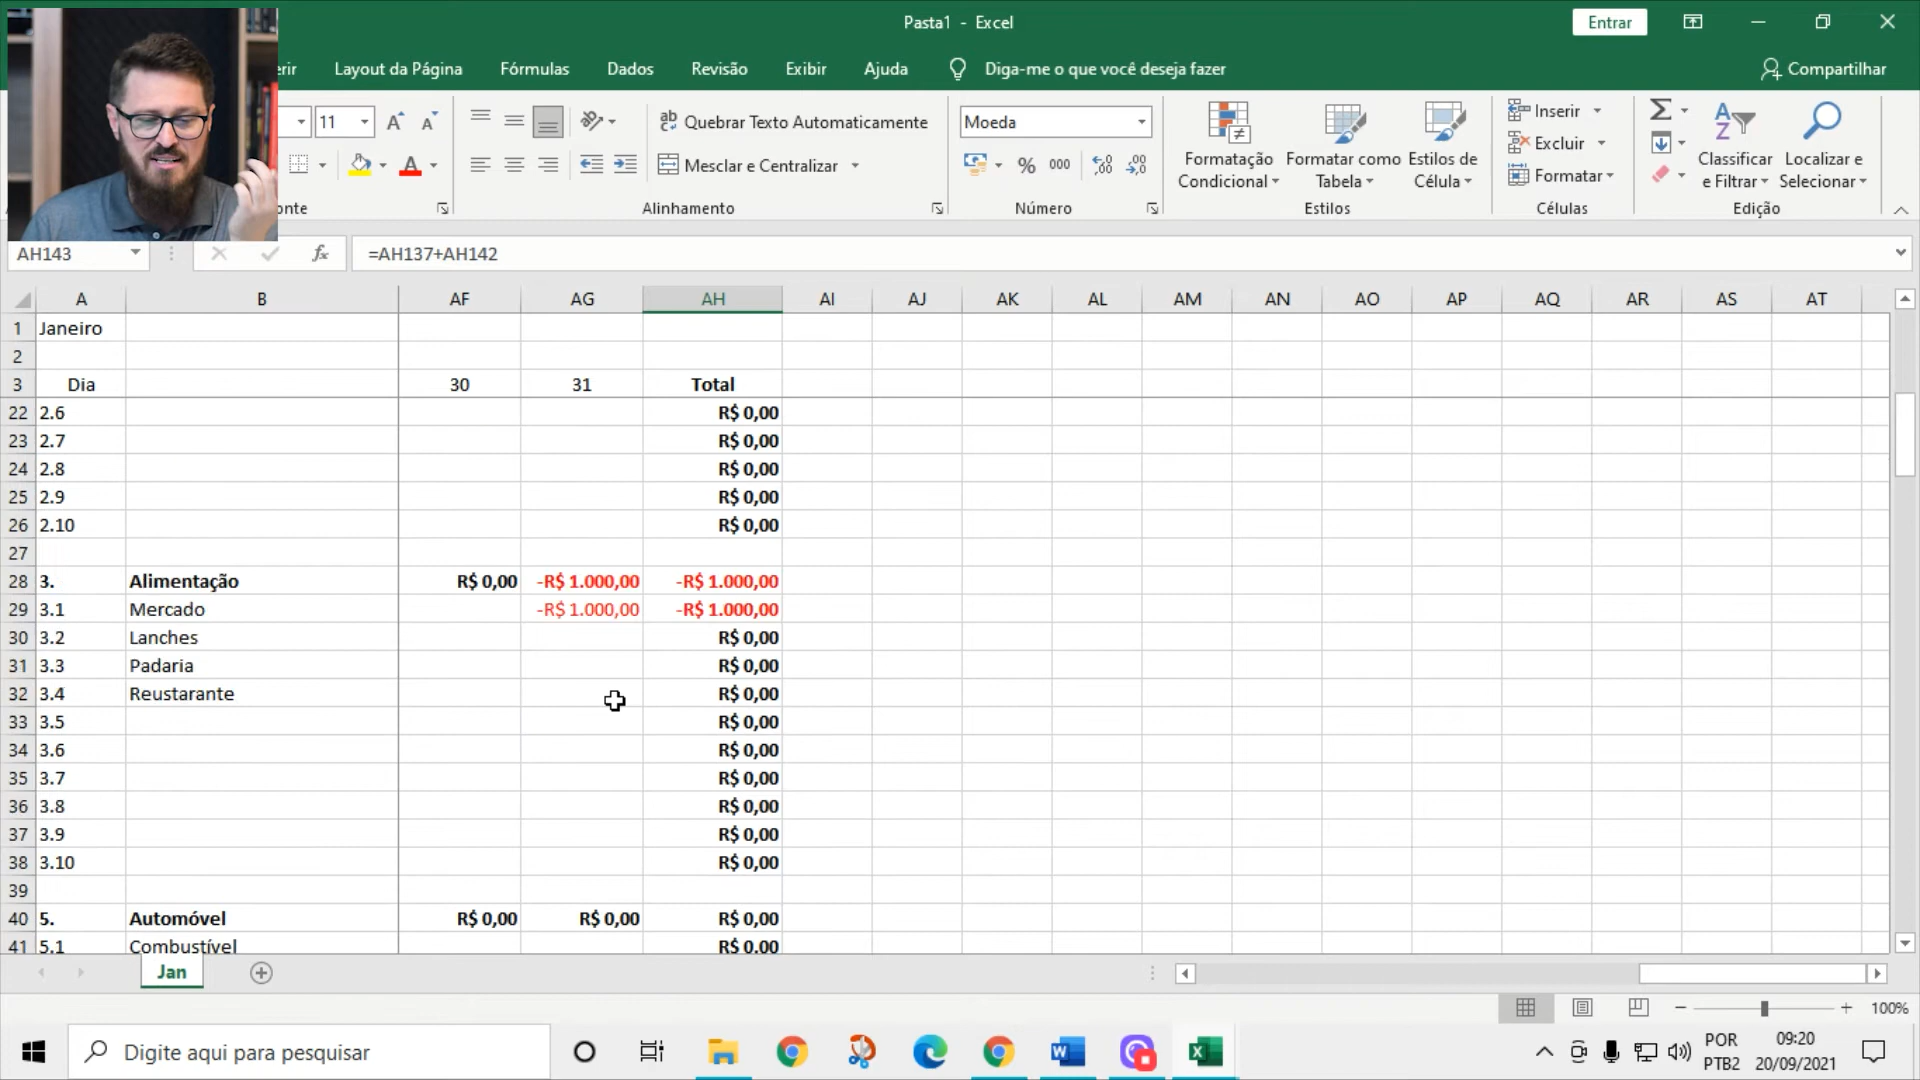 Pasta1 - Excel
Entrar
erir
Layout da Página
Fórmulas
Dados
Revisão
Exibir
Ajuda
Diga-me o que você deseja fazer
Compartilhar
11
Quebrar Texto Automaticamente
Mesclar e Centralizar
Moeda
% 000
Formatação Condicional
Formatar como Tabela
Estilos de Célula
Inserir
Excluir
Formatar
Classificar e Filtrar
Localizar e Selecionar
onte
Alinhamento
Número
Estilos
Células
Edição
AH143
fx
=AH137+AH142
A B AF AG AH AI AJ AK AL AM AN AO AP AQ AR AS AT
1 Janeiro
2
3 Dia 30 31 Total
22 2.6 R$ 0,00
23 2.7 R$ 0,00
24 2.8 R$ 0,00
25 2.9 R$ 0,00
26 2.10 R$ 0,00
27
28 3. Alimentação R$ 0,00 -R$ 1.000,00 -R$ 1.000,00
29 3.1 Mercado -R$ 1.000,00 -R$ 1.000,00
30 3.2 Lanches R$ 0,00
31 3.3 Padaria R$ 0,00
32 3.4 Reustarante R$ 0,00
33 3.5 R$ 0,00
34 3.6 R$ 0,00
35 3.7 R$ 0,00
36 3.8 R$ 0,00
37 3.9 R$ 0,00
38 3.10 R$ 0,00
39
40 5. Automóvel R$ 0,00 R$ 0,00 R$ 0,00
41 5.1 Combustível R$ 0,00
Jan
100%
Digite aqui para pesquisar
POR
PTB2
09:20
20/09/2021